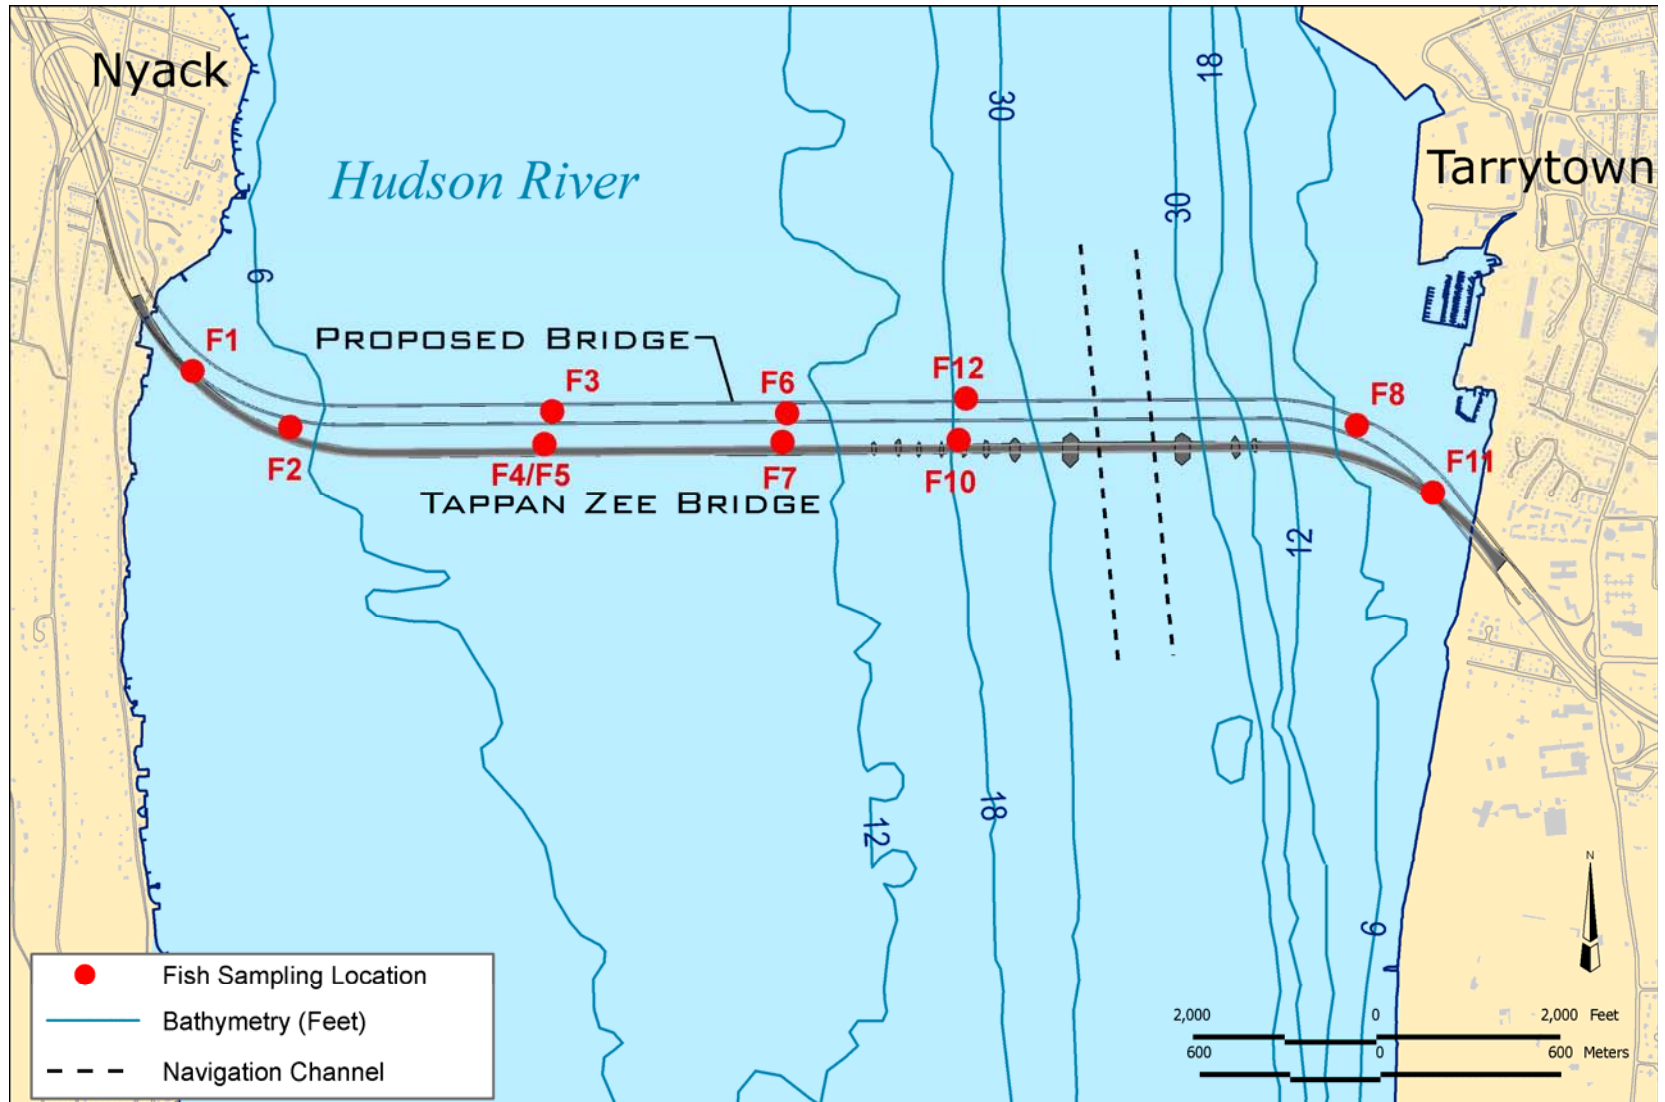 Nyack
18
30
Tarrytown
Hudson River
30
6
PROPOSED BRIDGE
F1
F3
F6
F12
F8
F2
F4/F5
F7
F10
F11
TAPPAN ZEE BRIDGE
12
18
12
6
N
Fish Sampling Location
Bathymetry (Feet)
Navigation Channel
2,000 0 2,000 Feet
600 0 600 Meters